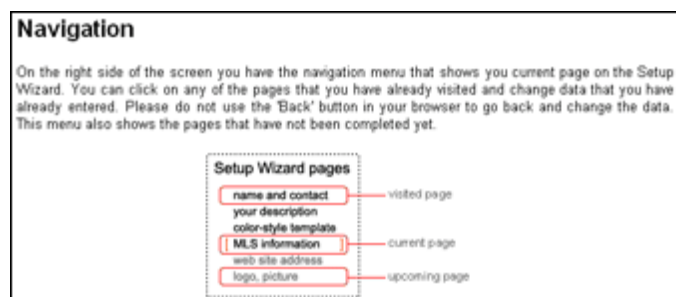 Navigation
On the right side of the screen you have the navigation menu that shows you current page on the Setup
Wizard. You can click on any of the pages that you have already visited and change data that you have
already entered. Please do not use the 'Back' button in your browser to go back and change the data.
This menu also shows the pages that have not been completed yet.
Setup Wizard pages
name and contact visited page
your description
color-style template
[ MLS information ] current page
web site address
logo, picture upcoming page